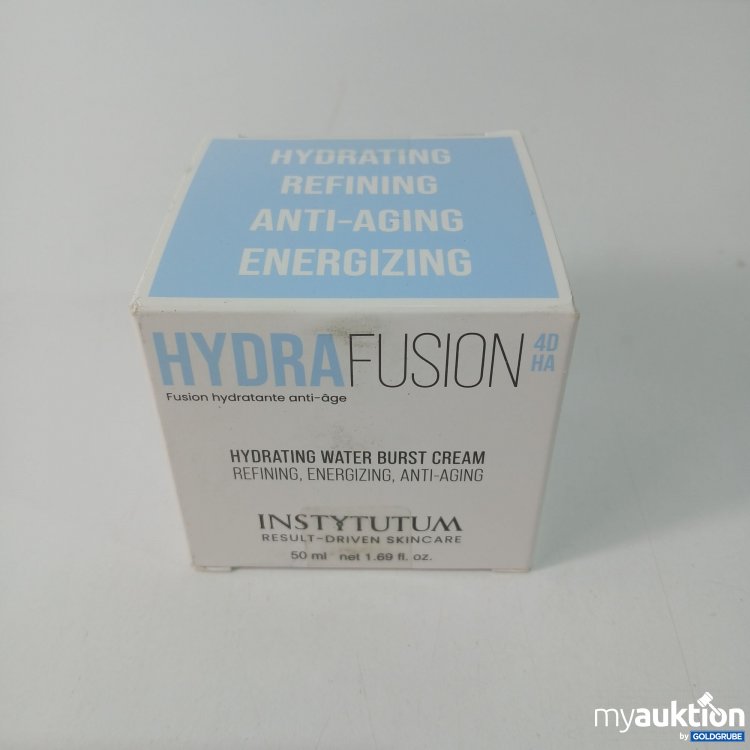 HYDRATING
REFINING
ANTI-AGING
ENERGIZING
HYDRAFUSION 4D HA
Fusion hydratante anti-âge
HYDRATING WATER BURST CREAM
REFINING, ENERGIZING, ANTI-AGING
INSTYTUTUM
RESULT-DRIVEN SKINCARE
50 ml net 1.69 fl. oz.
myauktion
by GOLDGRUBE